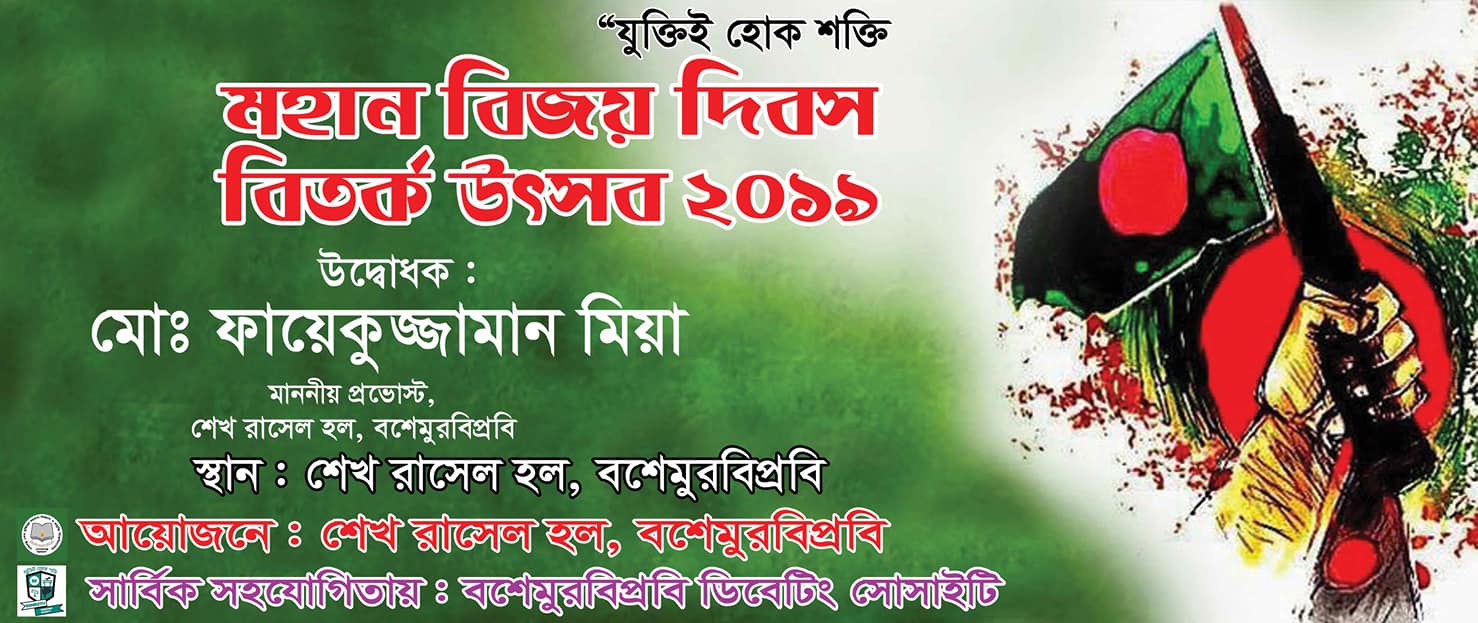 “যুক্তিই হোক শক্তি
মহান বিজয় দিবস
বিতর্ক উৎসব ২০১৯
উদ্বোধক :
মোঃ ফায়েকুজ্জামান মিয়া
মাননীয় প্রভোস্ট,
শেখ রাসেল হল, বশেমুরবিপ্রবি
স্থান : শেখ রাসেল হল, বশেমুরবিপ্রবি
আয়োজনে : শেখ রাসেল হল, বশেমুরবিপ্রবি
সার্বিক সহযোগিতায় : বশেমুরবিপ্রবি ডিবেটিং সোসাইটি